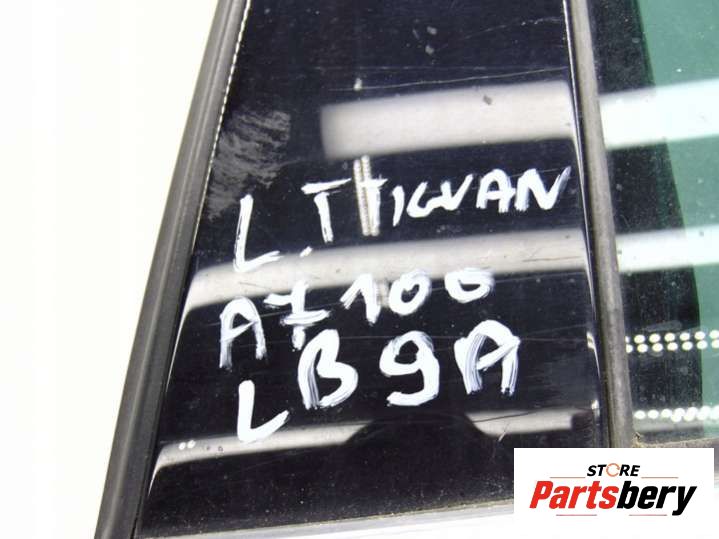 L.T TIGUAN
A7100
LB9A
STORE
Partsbery